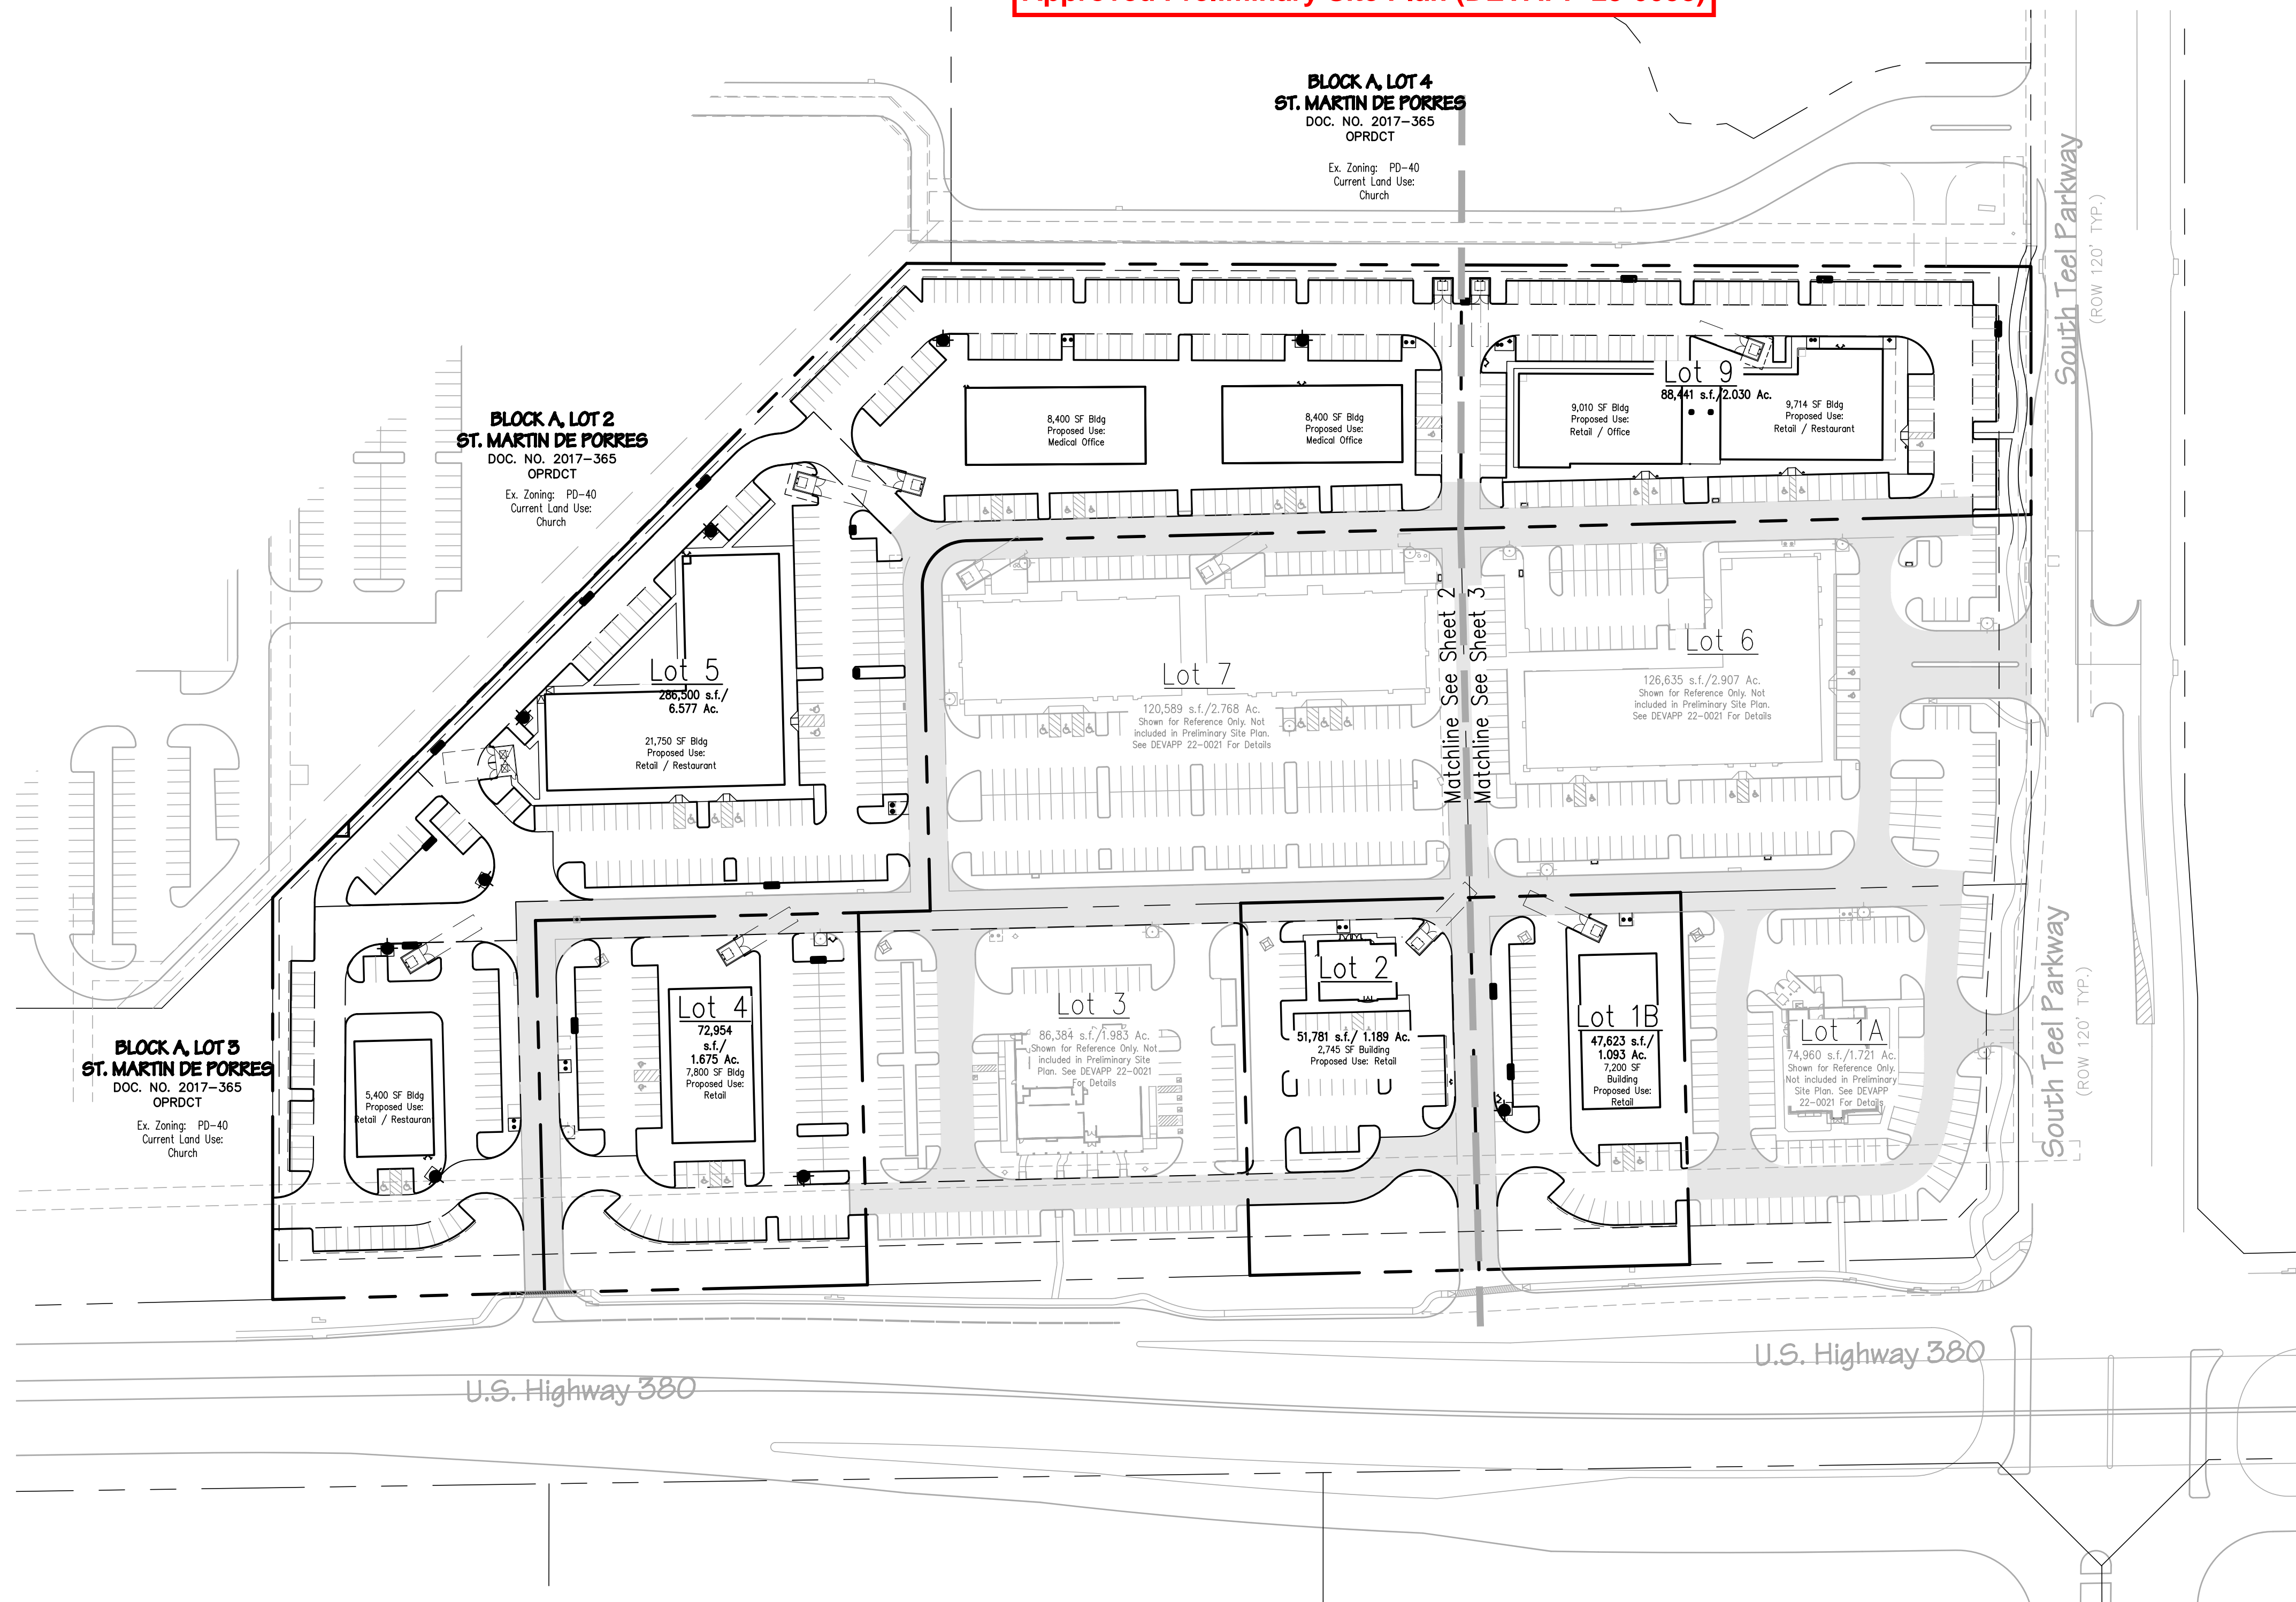 BLOCK A, LOT 4
ST. MARTIN DE PORRES
DOC. NO. 2017-365
OPRDCT
Ex. Zoning: PD-40
Current Land Use:
Church
South Teel Parkway
(ROW 120' TYP.)
BLOCK A, LOT 2
ST. MARTIN DE PORRES
DOC. NO. 2017-365
OPRDCT
Ex. Zoning: PD-40
Current Land Use:
Church
8,400 SF Bldg
Proposed Use:
Medical Office
8,400 SF Bldg
Proposed Use:
Medical Office
Lot 9
88,441 s.f./2.030 Ac.
9,010 SF Bldg
Proposed Use:
Retail / Office
9,714 SF Bldg
Proposed Use:
Retail / Restaurant
Lot 5
286,500 s.f./
6.577 Ac.
21,750 SF Bldg
Proposed Use:
Retail / Restaurant
Lot 7
120,589 s.f./2.768 Ac.
Shown for Reference Only. Not
included in Preliminary Site Plan.
See DEVAPP 22-0021 For Details
Matchline See Sheet 2
Matchline See Sheet 3
Lot 6
126,635 s.f./2.907 Ac.
Shown for Reference Only. Not
included in Preliminary Site Plan.
See DEVAPP 22-0021 For Details
BLOCK A, LOT 3
ST. MARTIN DE PORRES
DOC. NO. 2017-365
OPRDCT
Ex. Zoning: PD-40
Current Land Use:
Church
5,400 SF Bldg
Proposed Use:
Retail / Restauran
Lot 4
72,954
s.f./
1.675 Ac.
7,800 SF Bldg
Proposed Use:
Retail
Lot 3
86,384 s.f./1.983 Ac.
Shown for Reference Only. Not
included in Preliminary Site
Plan. See DEVAPP 22-0021
For Details
Lot 2
51,781 s.f./ 1.189 Ac.
2,745 SF Building
Proposed Use: Retail
Lot 1B
47,623 s.f./
1.093 Ac.
7,200 SF
Building
Proposed Use:
Retail
Lot 1A
74,960 s.f./1.721 Ac.
Shown for Reference Only.
Not included in Preliminary
Site Plan. See DEVAPP
22-0021 For Details
South Teel Parkway
(ROW 120' TYP.)
U.S. Highway 380
U.S. Highway 380